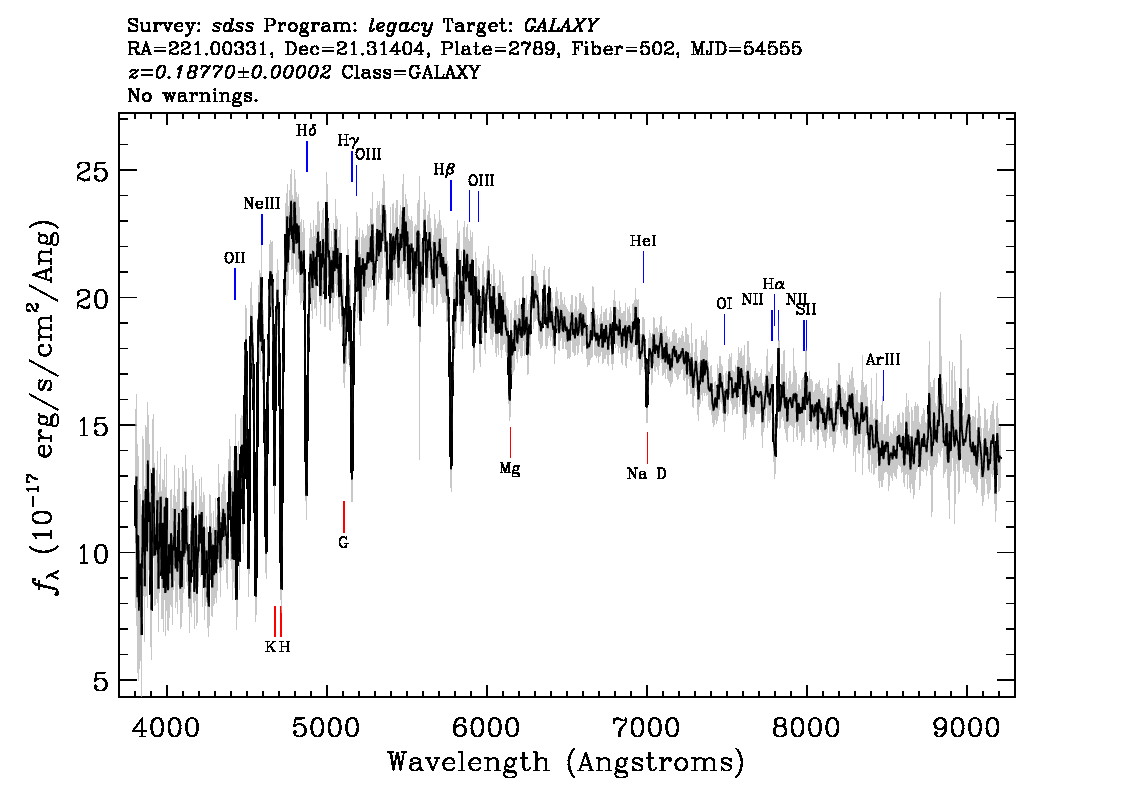 Survey: sdss Program: legacy Target: GALAXY
RA=221.00331, Dec=21.31404, Plate=2789, Fiber=502, MJD=54555
z=0.18770±0.00002 Class=GALAXY
No warnings.
Hδ
Hγ
OIII
Hβ
OIII
NeIII
HeI
OII
Hα
OI NII NII
SII
ArIII
Mg
Na D
G
K H
25
20
15
10
5
4000 5000 6000 7000 8000 9000
Wavelength (Angstroms)
fλ (10−17 erg/s/cm2/Ang)